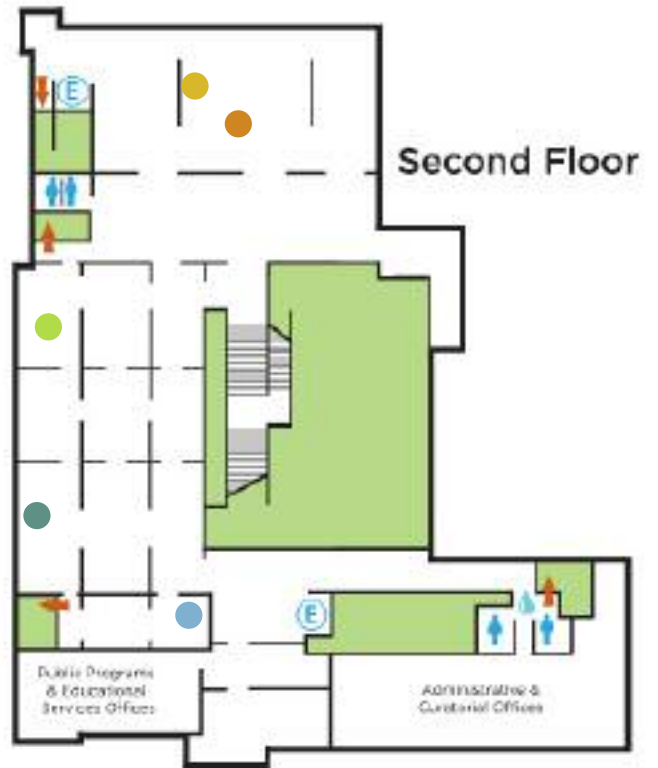 E
Second Floor
E
Public Programs
& Educational
Services Offices
Administrative &
Curatorial Offices